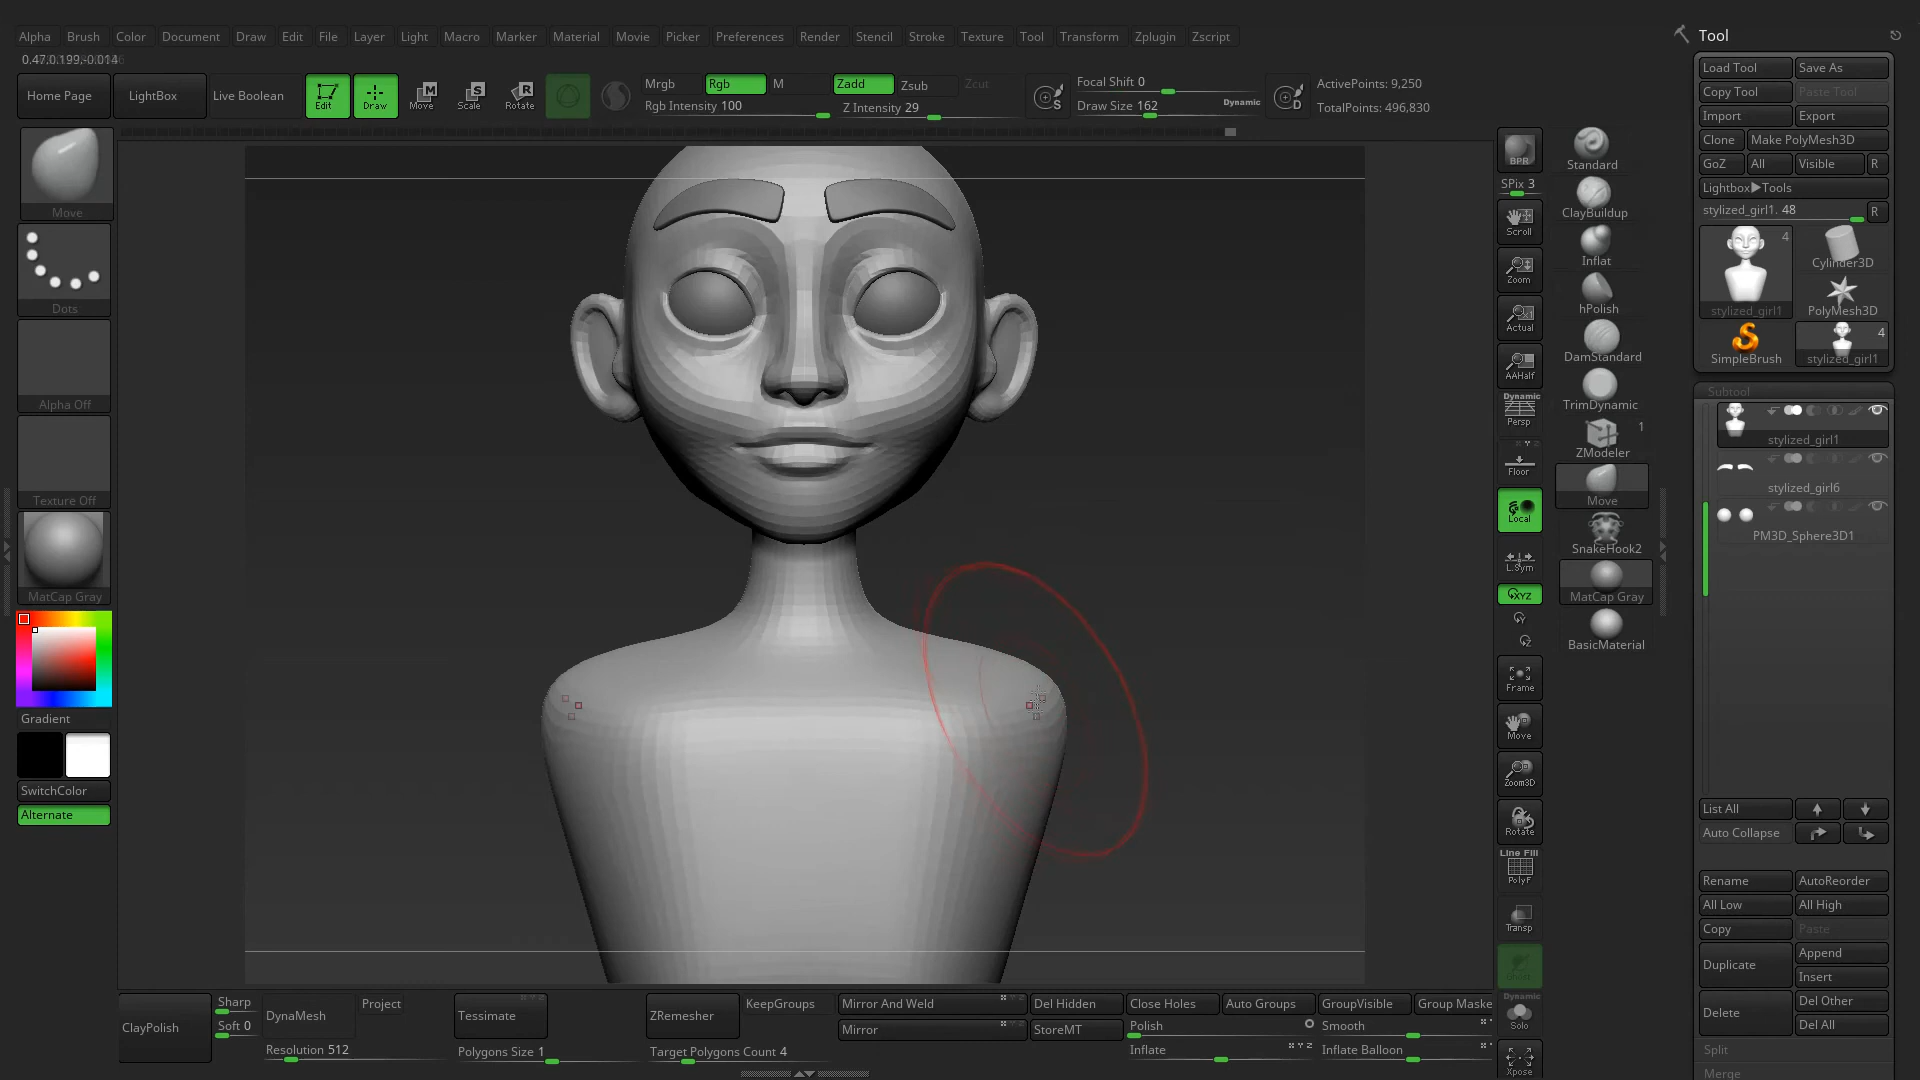 Alpha Brush Color Document Draw Edit File Layer Light Macro Marker Material Movie Picker Preferences Render Stencil Stroke Texture Tool Transform Zplugin Zscript
Home Page
LightBox
Live Boolean
Edit
Draw
Move
Scale
Rotate
Mrgb Rgb M
Rgb Intensity 100
Zadd Zsub Zcut
Z Intensity 29
Focal Shift 0
Draw Size 162
Dynamic
ActivePoints: 9,250
TotalPoints: 496,830
Move
Dots
Alpha Off
Texture Off
MatCap Gray
Gradient
SwitchColor
Alternate
BPR
SPix 3
Scroll
Zoom
Actual
AAHalf
Dynamic
Persp
Floor
Local
L.Sym
XYZ
Frame
Move
Zoom3D
Rotate
Line Fill
PolyF
Transp
Dynamic
Solo
Xpose
Standard
ClayBuildup
Inflat
hPolish
DamStandard
TrimDynamic
1
ZModeler
Move
SnakeHook2
MatCap Gray
BasicMaterial
Tool
Load Tool Save As
Copy Tool Paste Tool
Import Export
Clone Make PolyMesh3D
GoZ All Visible R
Lightbox▶Tools
stylized_girl1. 48 R
4
stylized_girl1
Cylinder3D
PolyMesh3D
SimpleBrush
4
stylized_girl1
Subtool
stylized_girl1
stylized_girl6
PM3D_Sphere3D1
List All
Auto Collapse
Rename AutoReorder
All Low All High
Copy Paste
Duplicate
Append
Insert
Delete
Del Other
Del All
Split
Merge
ClayPolish
Sharp
Soft 0
DynaMesh
Project
Resolution 512
Tessimate
Polygons Size 1
ZRemesher
KeepGroups
Target Polygons Count 4
Mirror And Weld
Mirror
Del Hidden
StoreMT
Close Holes
Auto Groups
GroupVisible
Group Maske
Polish
Smooth
Inflate
Inflate Balloon